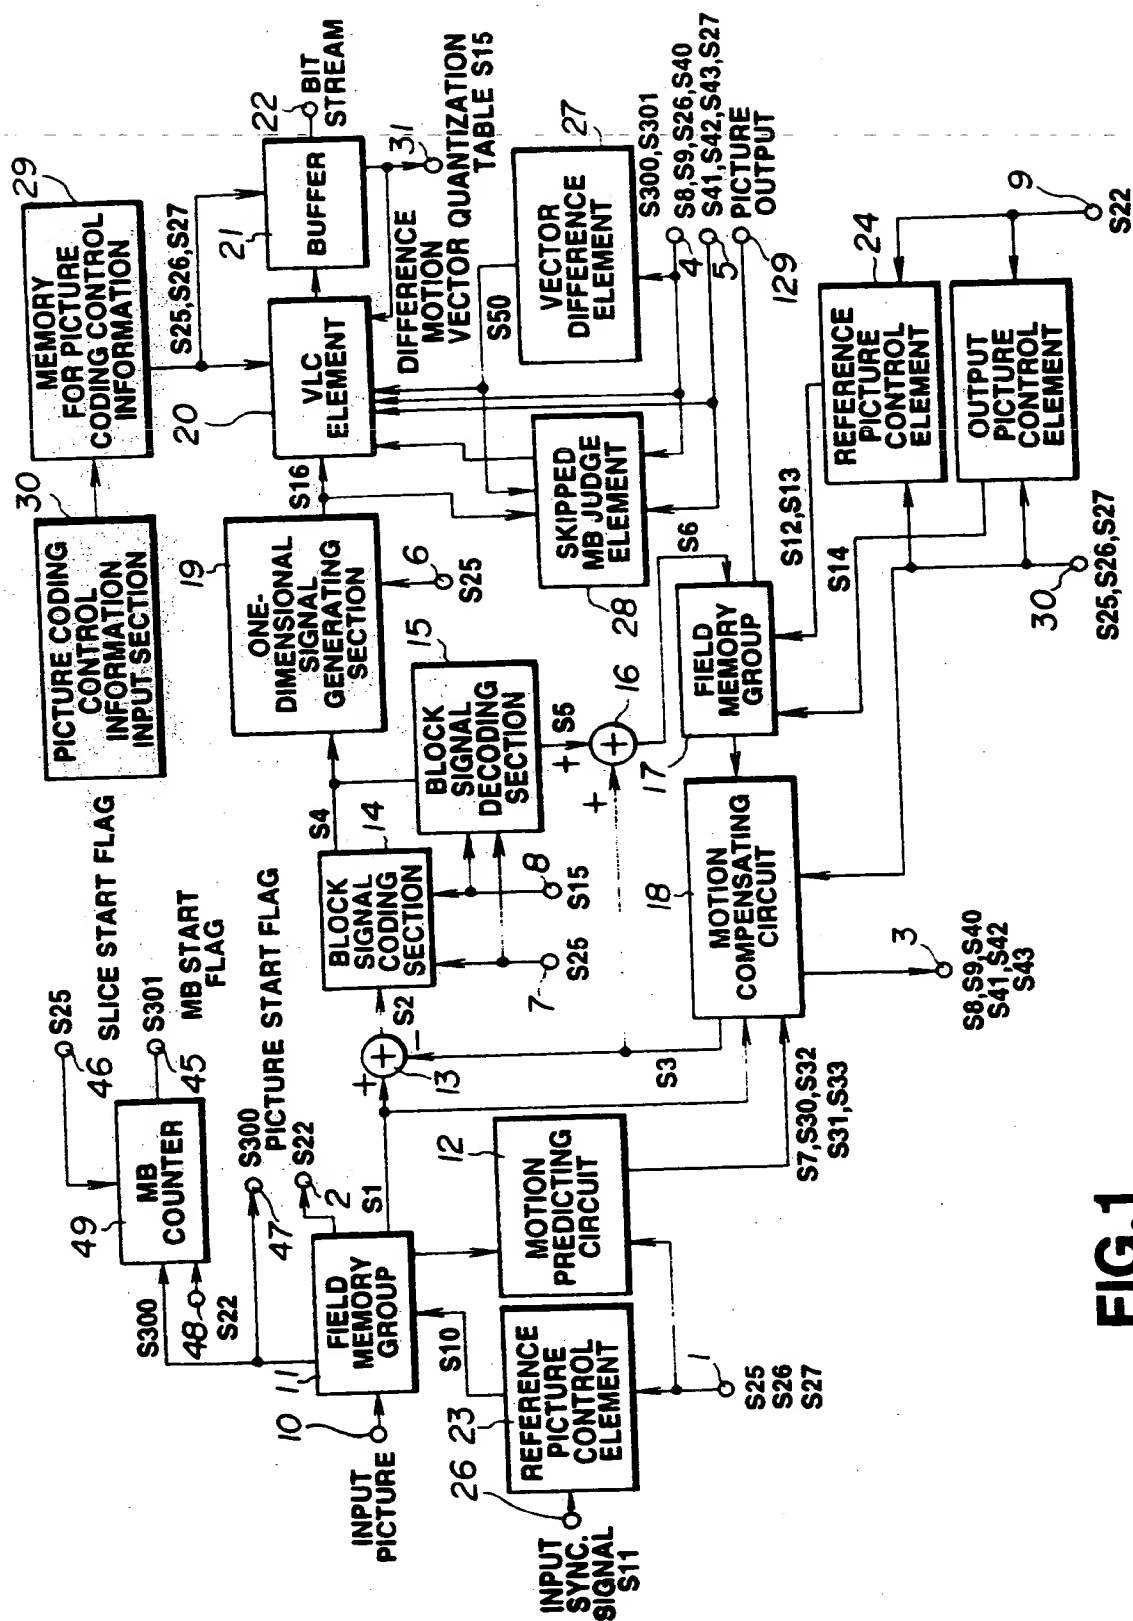 INPUT
PICTURE
10
INPUT
SYNC.
SIGNAL
S11
26
11
FIELD
MEMORY
GROUP
S10
23
REFERENCE
PICTURE
CONTROL
ELEMENT
1
S25
S26
S27
S300
48
S22
49
MB
COUNTER
S25
46
SLICE START FLAG
S301
45
MB START
FLAG
S300
PICTURE START FLAG
47
S22
2
S1
12
MOTION
PREDICTING
CIRCUIT
S7,S30,S32
S31,S33
+
+
-
13
S2
S3
BLOCK
SIGNAL
CODING
SECTION
14
S4
7
S25
8
S15
15
BLOCK
SIGNAL
DECODING
SECTION
S5
+
+
+
16
S6
18
MOTION
COMPENSATING
CIRCUIT
3
S8,S9,S40
S41,S42
S43
17
FIELD
MEMORY
GROUP
PICTURE CODING
CONTROL
INFORMATION
INPUT SECTION
30
MEMORY
FOR PICTURE
CODING CONTROL
INFORMATION
29
S25,S26,S27
19
ONE-
DIMENSIONAL
SIGNAL
GENERATING
SECTION
6
S25
S16
20
VLC
ELEMENT
21
BUFFER
22
BIT
STREAM
31
DIFFERENCE
MOTION
VECTOR QUANTIZATION
TABLE S15
S50
28
SKIPPED
MB JUDGE
ELEMENT
VECTOR
DIFFERENCE
ELEMENT
27
S300,S301
S8,S9,S26,S40
4
S41,S42,S43,S27
5
PICTURE
OUTPUT
129
S12,S13
S14
REFERENCE
PICTURE
CONTROL
ELEMENT
24
OUTPUT
PICTURE
CONTROL
ELEMENT
9
S22
30
S25,S26,S27
FIG.1